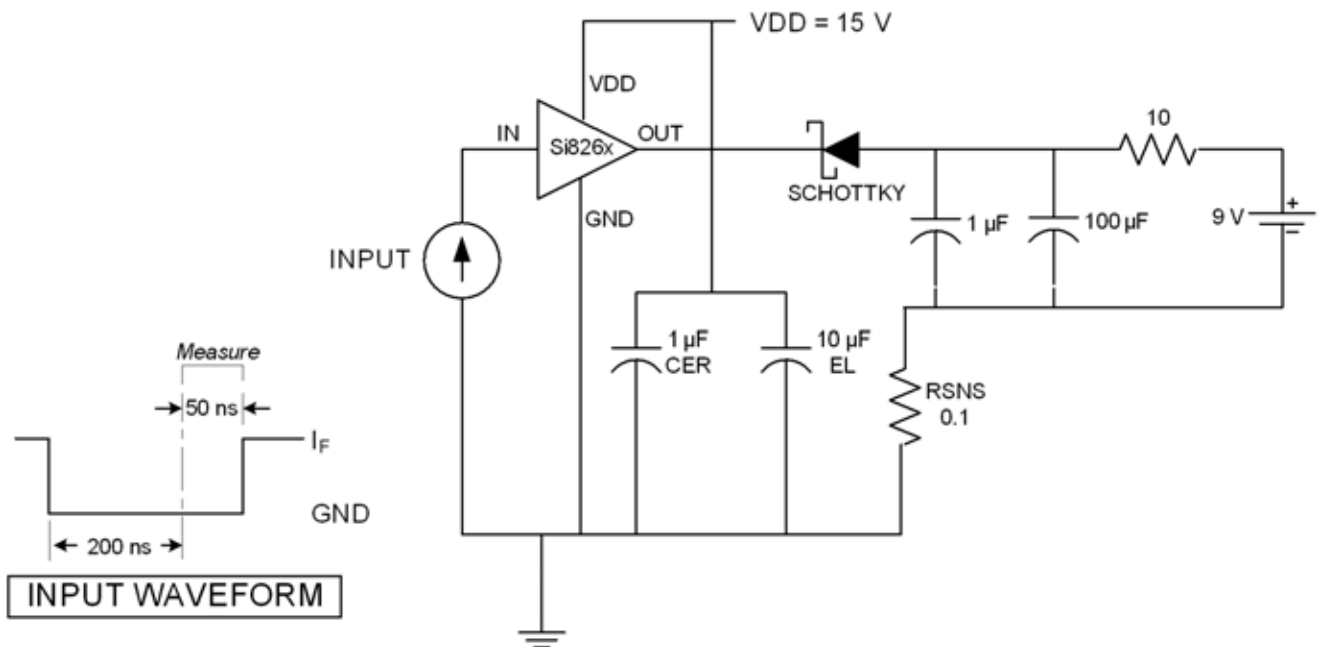 VDD = 15 V
VDD
IN
Si826x
OUT
GND
SCHOTTKY
10
1 µF
100 µF
9 V
+
–
INPUT
1 µF
CER
10 µF
EL
RSNS
0.1
Measure
50 ns
I_F
GND
200 ns
INPUT WAVEFORM